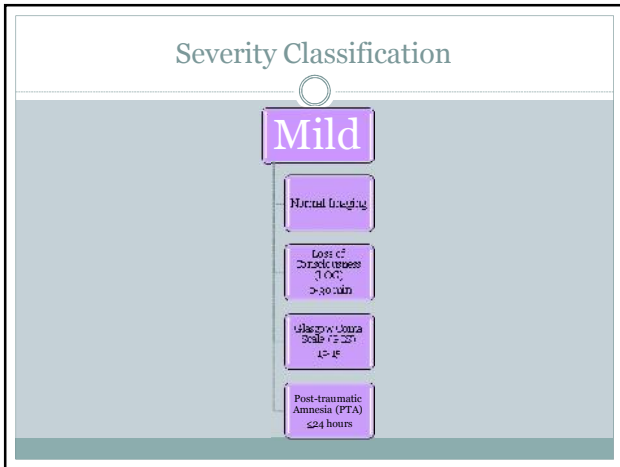 Severity Classification
Mild
Normal Imaging
Loss of
Consciousness
(LOC)
0-30 min
Glasgow Coma
Scale (GCS)
13-15
Post-traumatic
Amnesia (PTA)
≤24 hours